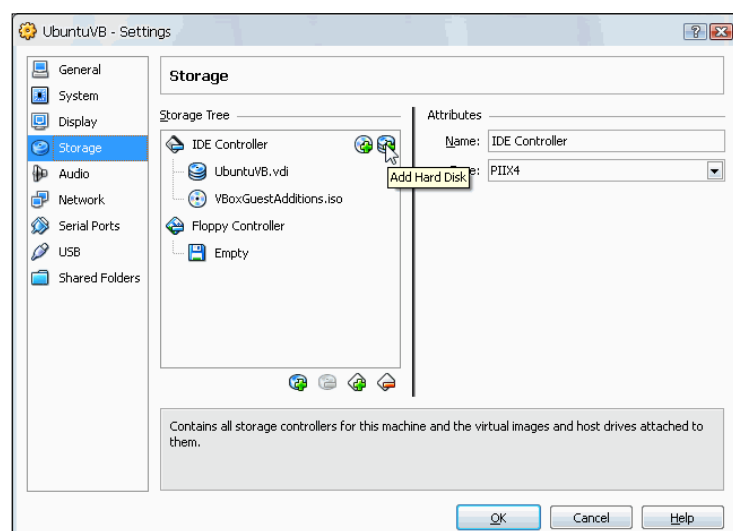 UbuntuVB - Settings
General
System
Display
Storage
Audio
Network
Serial Ports
USB
Shared Folders
Storage
Storage Tree
IDE Controller
UbuntuVB.vdi
VBoxGuestAdditions.iso
Floppy Controller
Empty
Add Hard Disk
Attributes
Name: IDE Controller
PIIX4
Contains all storage controllers for this machine and the virtual images and host drives attached to
them.
OK Cancel Help